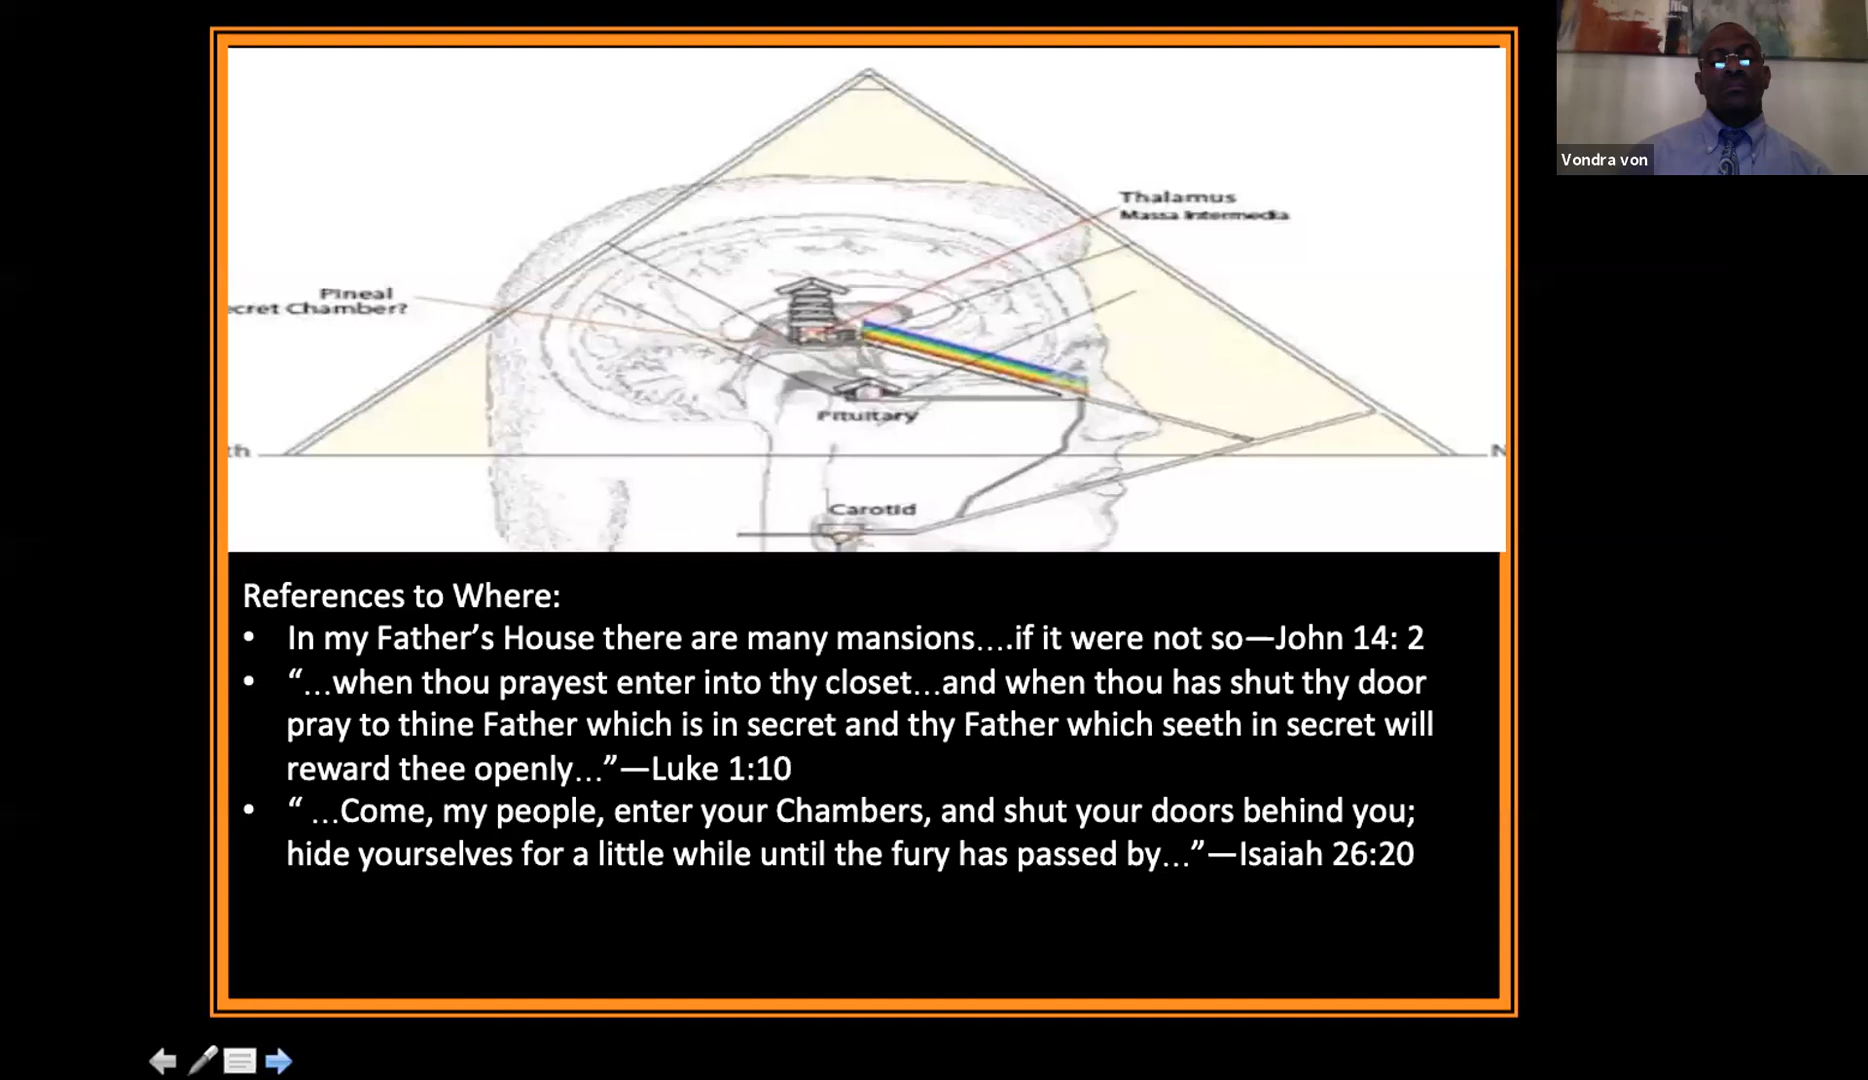 Thalamus
Massa Intermedia
Pineal
ecret Chamber?
Pituitary
th
N
Carotid
Vondra von
References to Where:
• In my Father’s House there are many mansions….if it were not so—John 14: 2
• “…when thou prayest enter into thy closet…and when thou has shut thy door
pray to thine Father which is in secret and thy Father which seeth in secret will
reward thee openly…”—Luke 1:10
• “ …Come, my people, enter your Chambers, and shut your doors behind you;
hide yourselves for a little while until the fury has passed by…”—Isaiah 26:20